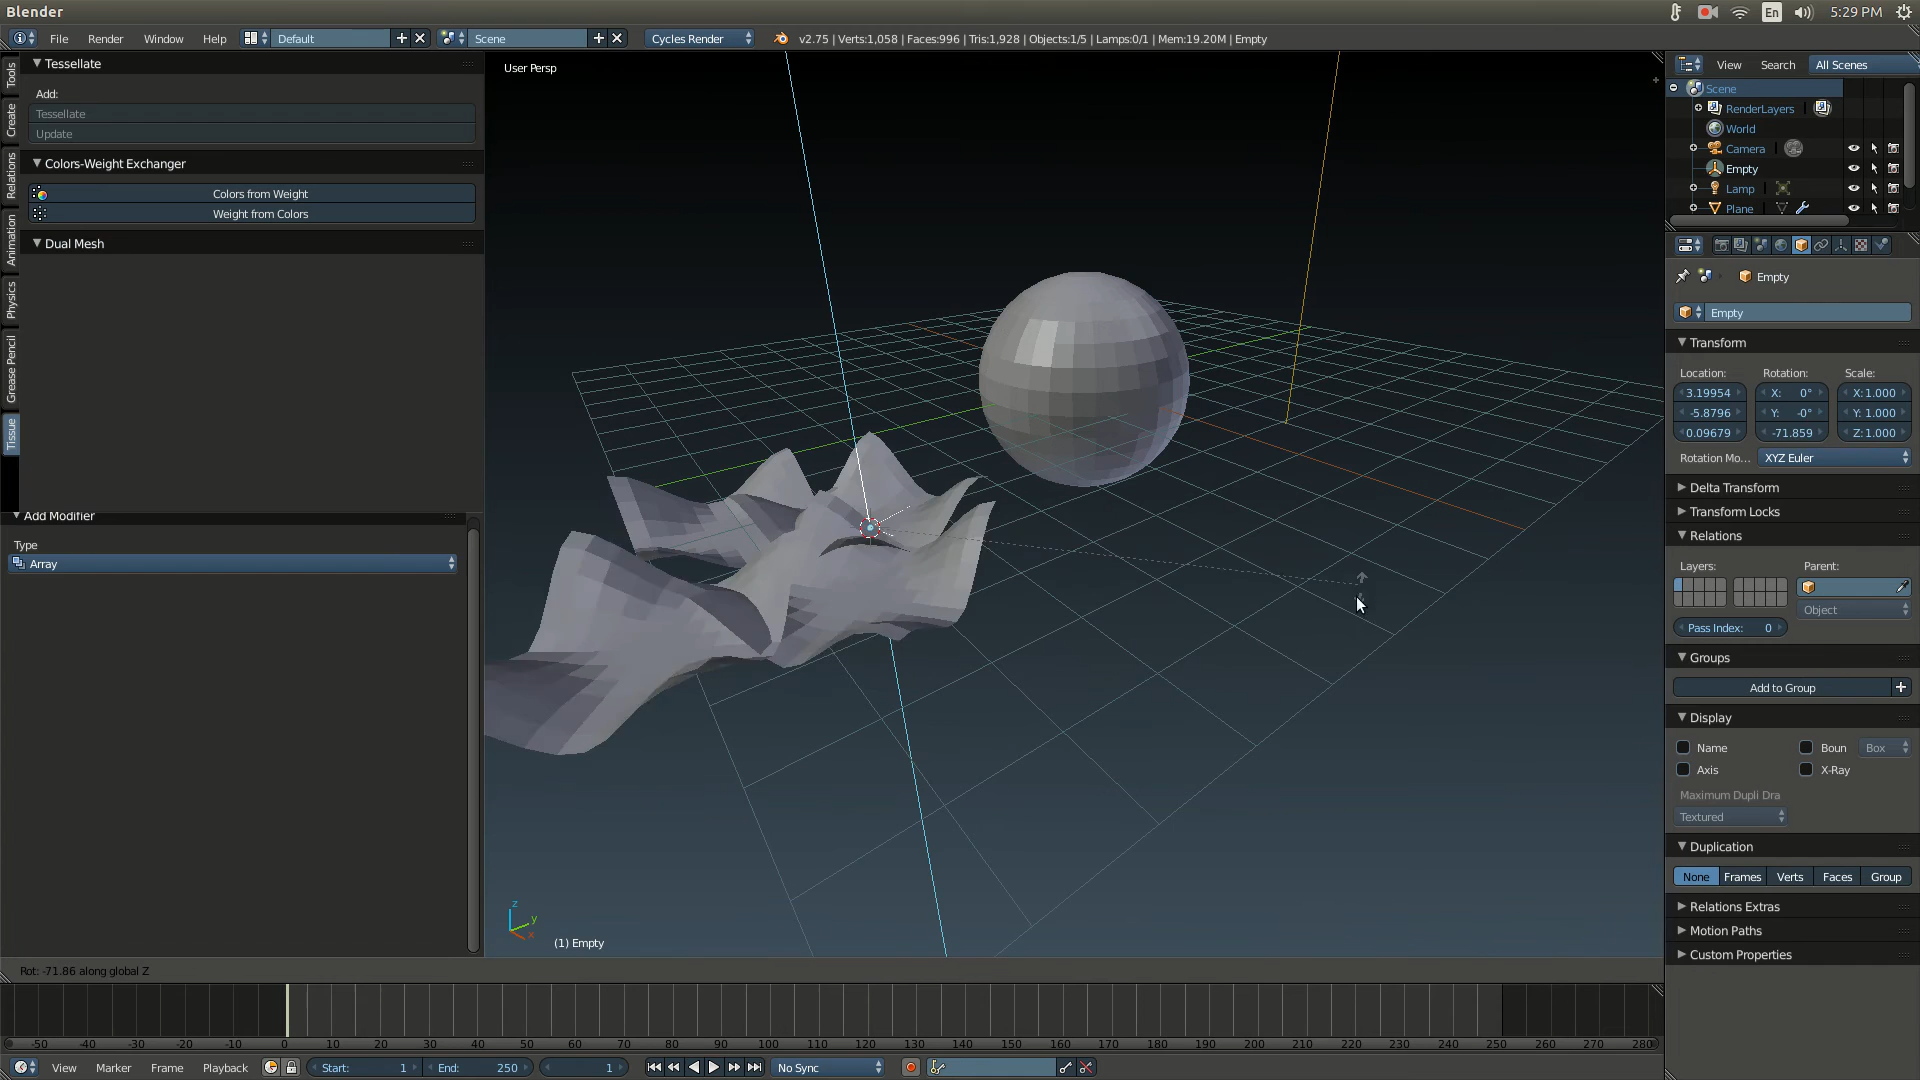 Blender
En
5:29 PM
File Render Window Help Default Scene Cycles Render v2.75 | Verts:1,058 | Faces:996 | Tris:1,928 | Objects:1/5 | Lamps:0/1 | Mem:19.20M | Empty
Tools
Create
Relations
Animation
Physics
Grease Pencil
Tissue
Tessellate
Add:
Tessellate
Update
Colors-Weight Exchanger
Colors from Weight
Weight from Colors
Dual Mesh
Add Modifier
Type
Array
User Persp
z
y
x
(1) Empty
Rot: -71.86 along global Z
View Search All Scenes
Scene
RenderLayers
World
Camera
Empty
Lamp
Plane
Empty
Empty
Transform
Location: Rotation: Scale:
3.19954 X: 0° X: 1.000
-5.8796 Y: -0° Y: 1.000
0.09679 -71.859 Z: 1.000
Rotation Mo... XYZ Euler
Delta Transform
Transform Locks
Relations
Layers: Parent:
Object
Pass Index: 0
Groups
Add to Group
Display
Name Boun Box
Axis X-Ray
Maximum Dupli Dra
Textured
Duplication
None Frames Verts Faces Group
Relations Extras
Motion Paths
Custom Properties
-50 -40 -30 -20 -10 0 10 20 30 40 50 60 70 80 90 100 110 120 130 140 150 160 170 180 190 200 210 220 230 240 250 260 270 280
View Marker Frame Playback Start: 1 End: 250 1 No Sync